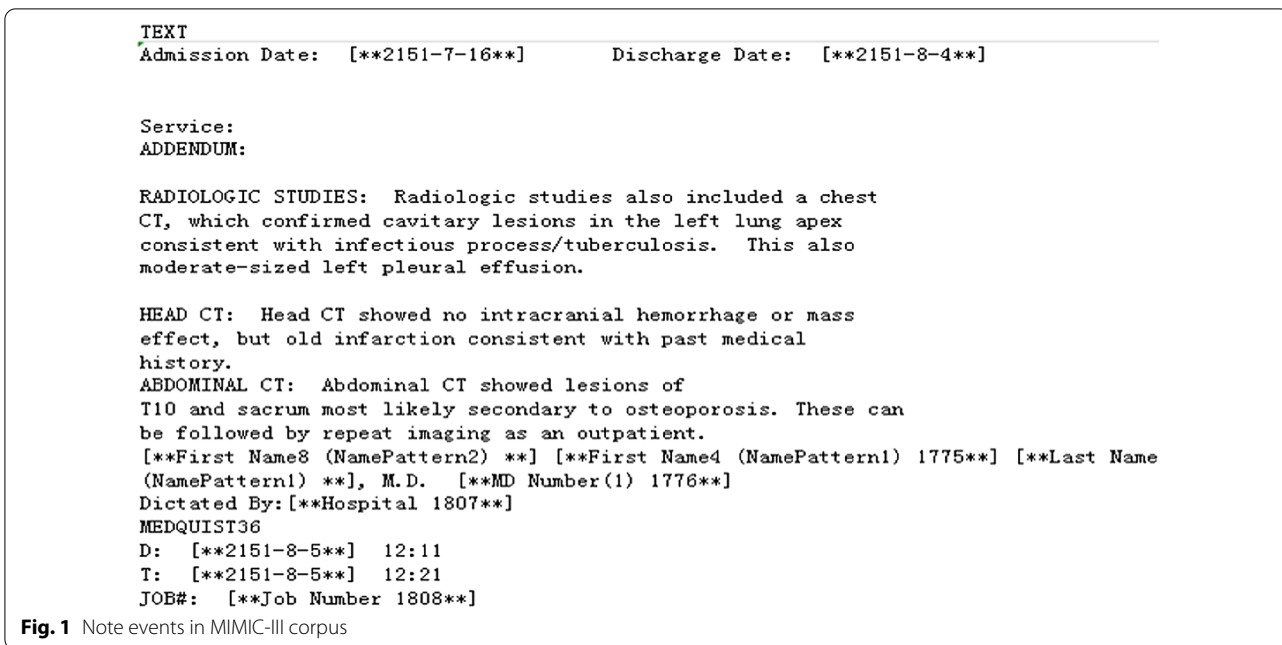 TEXT
Admission Date: [**2151-7-16**] Discharge Date: [**2151-8-4**]
Service:
ADDENDUM:
RADIOLOGIC STUDIES: Radiologic studies also included a chest
CT, which confirmed cavitary lesions in the left lung apex
consistent with infectious process/tuberculosis. This also
moderate-sized left pleural effusion.
HEAD CT: Head CT showed no intracranial hemorrhage or mass
effect, but old infarction consistent with past medical
history.
ABDOMINAL CT: Abdominal CT showed lesions of
T10 and sacrum most likely secondary to osteoporosis. These can
be followed by repeat imaging as an outpatient.
[**First Name8 (NamePattern2) **] [**First Name4 (NamePattern1) 1775**] [**Last Name
(NamePattern1) **], M.D. [**MD Number(1) 1776**]
Dictated By:[**Hospital 1807**]
MEDQUIST36
D: [**2151-8-5**] 12:11
T: [**2151-8-5**] 12:21
JOB#: [**Job Number 1808**]
Fig. 1 Note events in MIMIC-III corpus